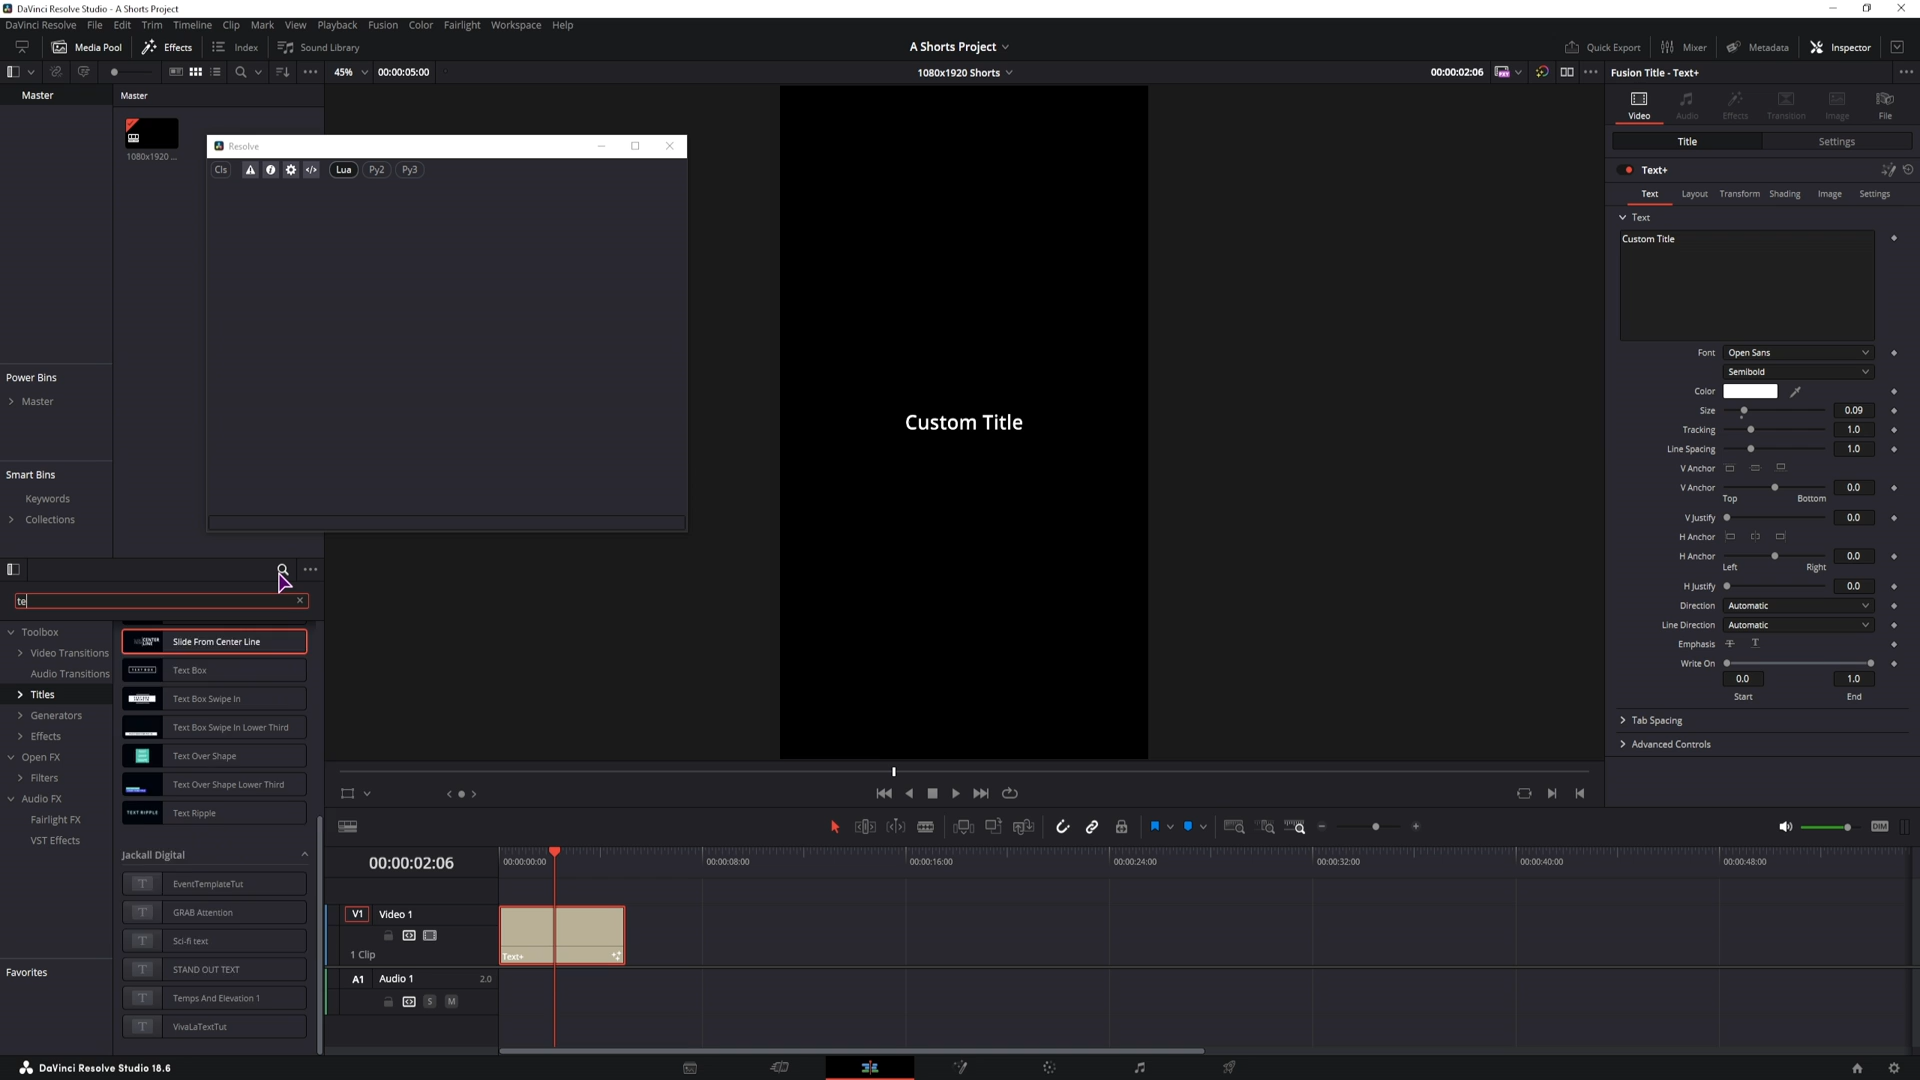 DaVinci Resolve Studio - A Shorts Project
DaVinci Resolve File Edit Trim Timeline Clip Mark View Playback Fusion Color Fairlight Workspace Help
Media Pool Effects Index Sound Library
A Shorts Project
Quick Export Mixer Metadata Inspector
45% 00:00:05:00
1080x1920 Shorts
00:00:02:06
Fusion Title - Text+
Master
Master
1080x1920 ...
Power Bins
Master
Smart Bins
Keywords
Collections
Resolve
Cls Lua Py2 Py3
te
Toolbox
Video Transitions
Audio Transitions
Titles
Generators
Effects
Open FX
Filters
Audio FX
Fairlight FX
VST Effects
Favorites
Slide From Center Line
Text Box
Text Box Swipe In
Text Box Swipe In Lower Third
Text Over Shape
Text Over Shape Lower Third
TEXT RIPPLE Text Ripple
Jackall Digital
T EventTemplateTut
T GRAB Attention
T Sci-fi text
T STAND OUT TEXT
T Temps And Elevation 1
T VivaLaTextTut
Custom Title
Video Audio Effects Transition Image File
Title Settings
Text+
Text Layout Transform Shading Image Settings
Text
Custom Title
Font Open Sans
Semibold
Color
Size 0.09
Tracking 1.0
Line Spacing 1.0
V Anchor
V Anchor 0.0
Top Bottom
V Justify 0.0
H Anchor
H Anchor 0.0
Left Right
H Justify 0.0
Direction Automatic
Line Direction Automatic
Emphasis T T
Write On
0.0 1.0
Start End
Tab Spacing
Advanced Controls
DIM
00:00:02:06
00:00:00:00 00:00:08:00 00:00:16:00 00:00:24:00 00:00:32:00 00:00:40:00 00:00:48:00
V1 Video 1
1 Clip
Text+
A1 Audio 1 2.0
S M
DaVinci Resolve Studio 18.6